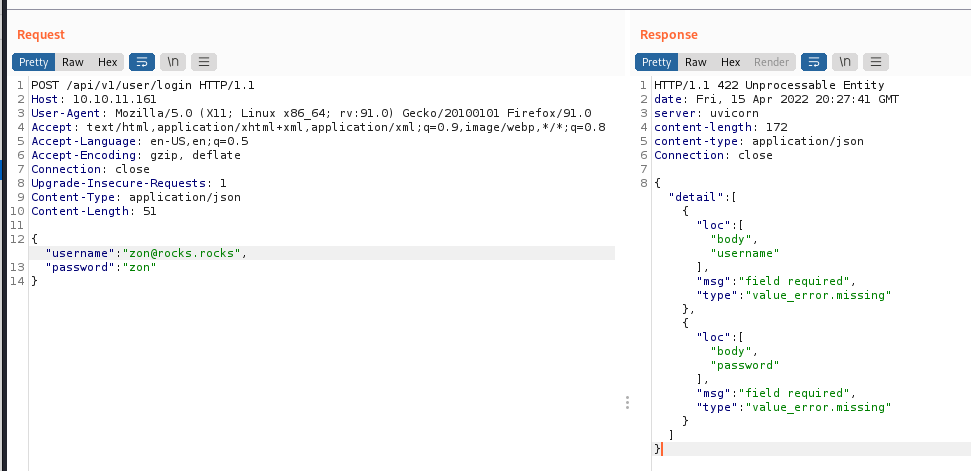 Request
Pretty Raw Hex \n
1 POST /api/v1/user/login HTTP/1.1
2 Host: 10.10.11.161
3 User-Agent: Mozilla/5.0 (X11; Linux x86_64; rv:91.0) Gecko/20100101 Firefox/91.0
4 Accept: text/html,application/xhtml+xml,application/xml;q=0.9,image/webp,*/*;q=0.8
5 Accept-Language: en-US,en;q=0.5
6 Accept-Encoding: gzip, deflate
7 Connection: close
8 Upgrade-Insecure-Requests: 1
9 Content-Type: application/json
10 Content-Length: 51
11
12 {
"username":"zon@rocks.rocks",
13 "password":"zon"
14 }
Response
Pretty Raw Hex Render \n
1 HTTP/1.1 422 Unprocessable Entity
2 date: Fri, 15 Apr 2022 20:27:41 GMT
3 server: uvicorn
4 content-length: 172
5 content-type: application/json
6 Connection: close
7
8 {
"detail":[
{
"loc":[
"body",
"username"
],
"msg":"field required",
"type":"value_error.missing"
},
{
"loc":[
"body",
"password"
],
"msg":"field required",
"type":"value_error.missing"
}
]
}